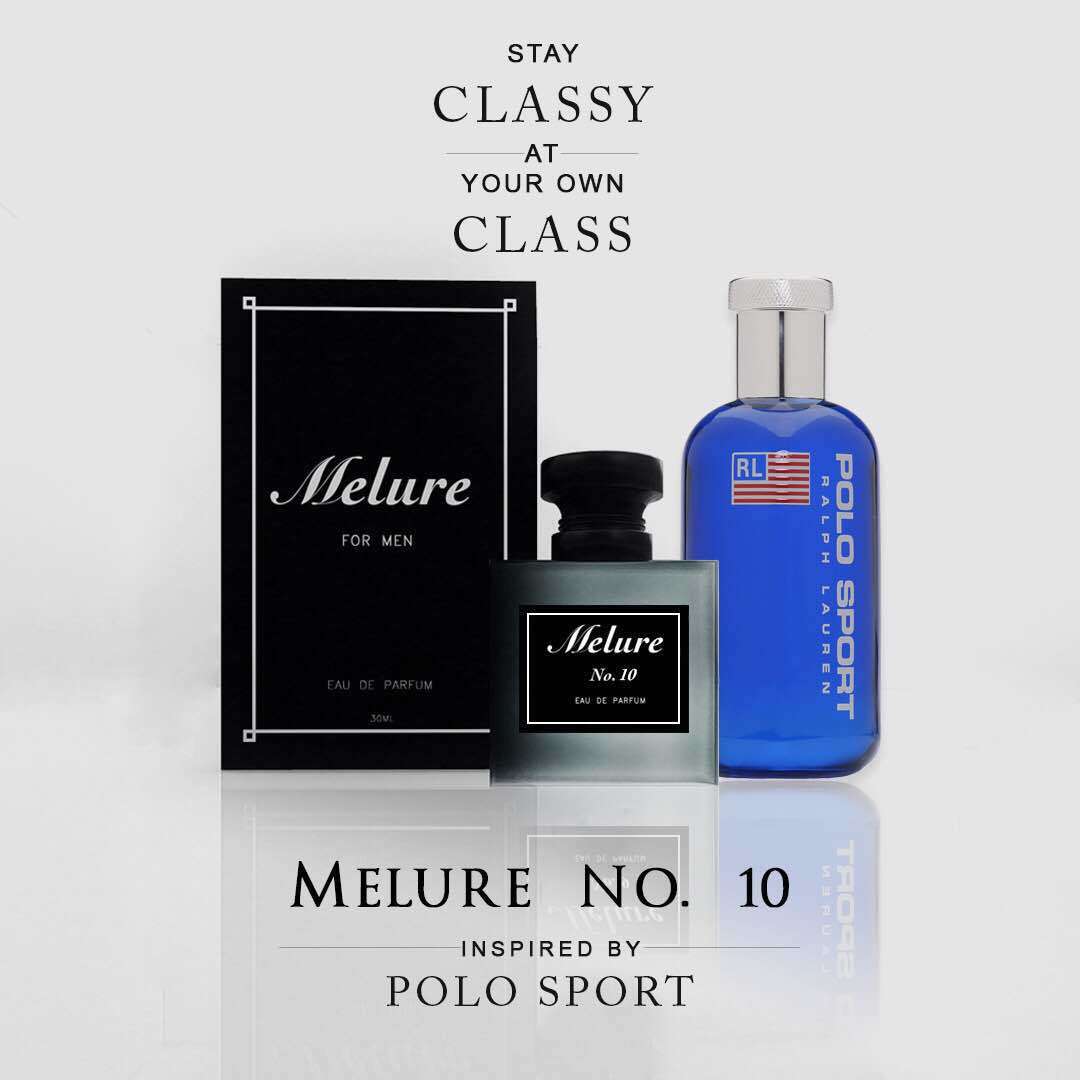 STAY
CLASSY
AT
YOUR OWN
CLASS
Melure
FOR MEN
EAU DE PARFUM
30ML
Melure
No. 10
EAU DE PARFUM
RL
POLO SPORT
RALPH LAUREN
MELURE NO. 10
INSPIRED BY
POLO SPORT